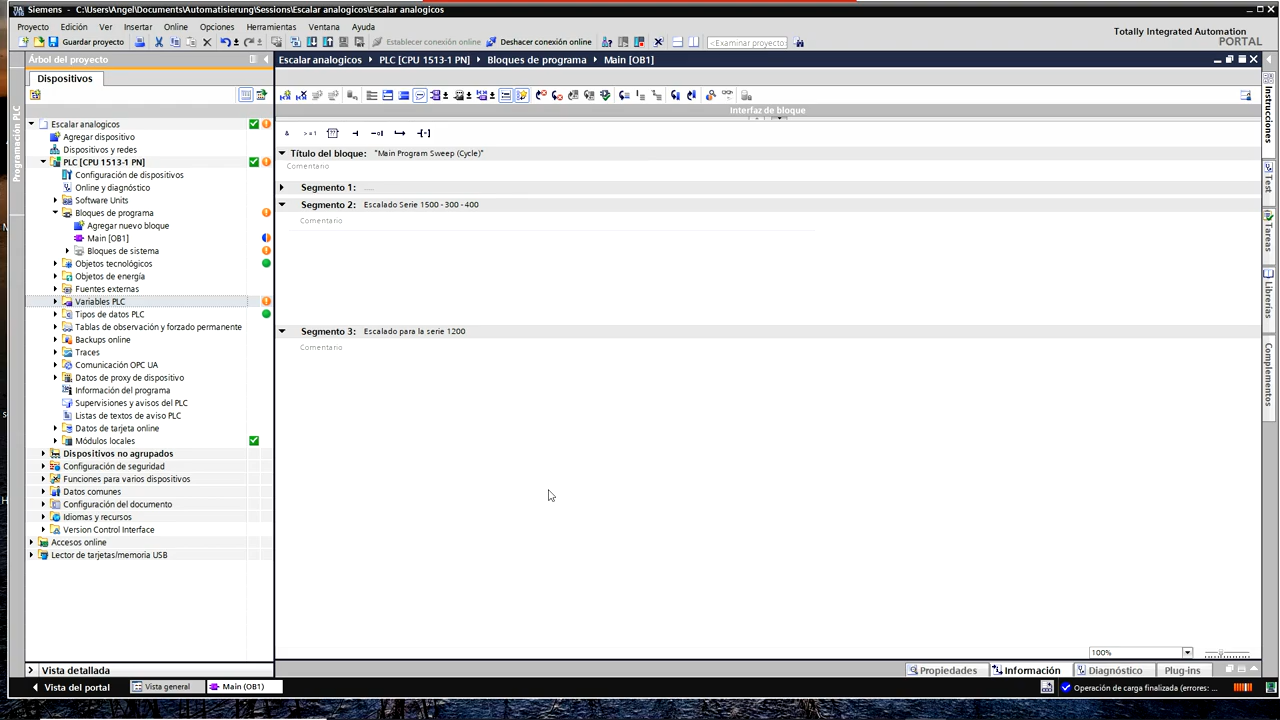 Siemens - C:\Users\Angel\Documents\Automatisierung\Sessions\Escalar analogicos\Escalar analogicos
Proyecto Edición Ver Insertar Online Opciones Herramientas Ventana Ayuda
Totally Integrated Automation
PORTAL
Guardar proyecto Establecer conexión online Deshacer conexión online <Examinar proyecto>
Árbol del proyecto
Escalar analogicos PLC [CPU 1513-1 PN] Bloques de programa Main [OB1]
Dispositivos
Programación PLC
Escalar analogicos
Agregar dispositivo
Dispositivos y redes
PLC [CPU 1513-1 PN]
Configuración de dispositivos
Online y diagnóstico
Software Units
Bloques de programa
Agregar nuevo bloque
Main [OB1]
Bloques de sistema
Objetos tecnológicos
Objetos de energía
Fuentes externas
Variables PLC
Tipos de datos PLC
Tablas de observación y forzado permanente
Backups online
Traces
Comunicación OPC UA
Datos de proxy de dispositivo
Información del programa
Supervisiones y avisos del PLC
Listas de textos de aviso PLC
Datos de tarjeta online
Módulos locales
Dispositivos no agrupados
Configuración de seguridad
Funciones para varios dispositivos
Datos comunes
Configuración del documento
Idiomas y recursos
Version Control Interface
Accesos online
Lector de tarjetas/memoria USB
Vista detallada
Interfaz de bloque
& >=1 ??
Título del bloque: "Main Program Sweep (Cycle)"
Comentario
Segmento 1: .....
Segmento 2: Escalado Serie 1500 - 300 - 400
Comentario
Segmento 3: Escalado para la serie 1200
Comentario
100%
Instrucciones
Test
Tareas
Librerías
Complementos
Propiedades Información Diagnóstico Plug-ins
Vista del portal Vista general Main (OB1) Operación de carga finalizada (errores: ...